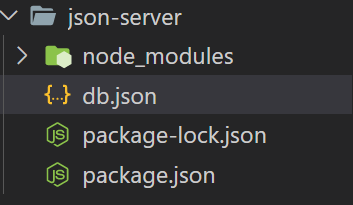 json-server
node_modules
db.json
package-lock.json
package.json